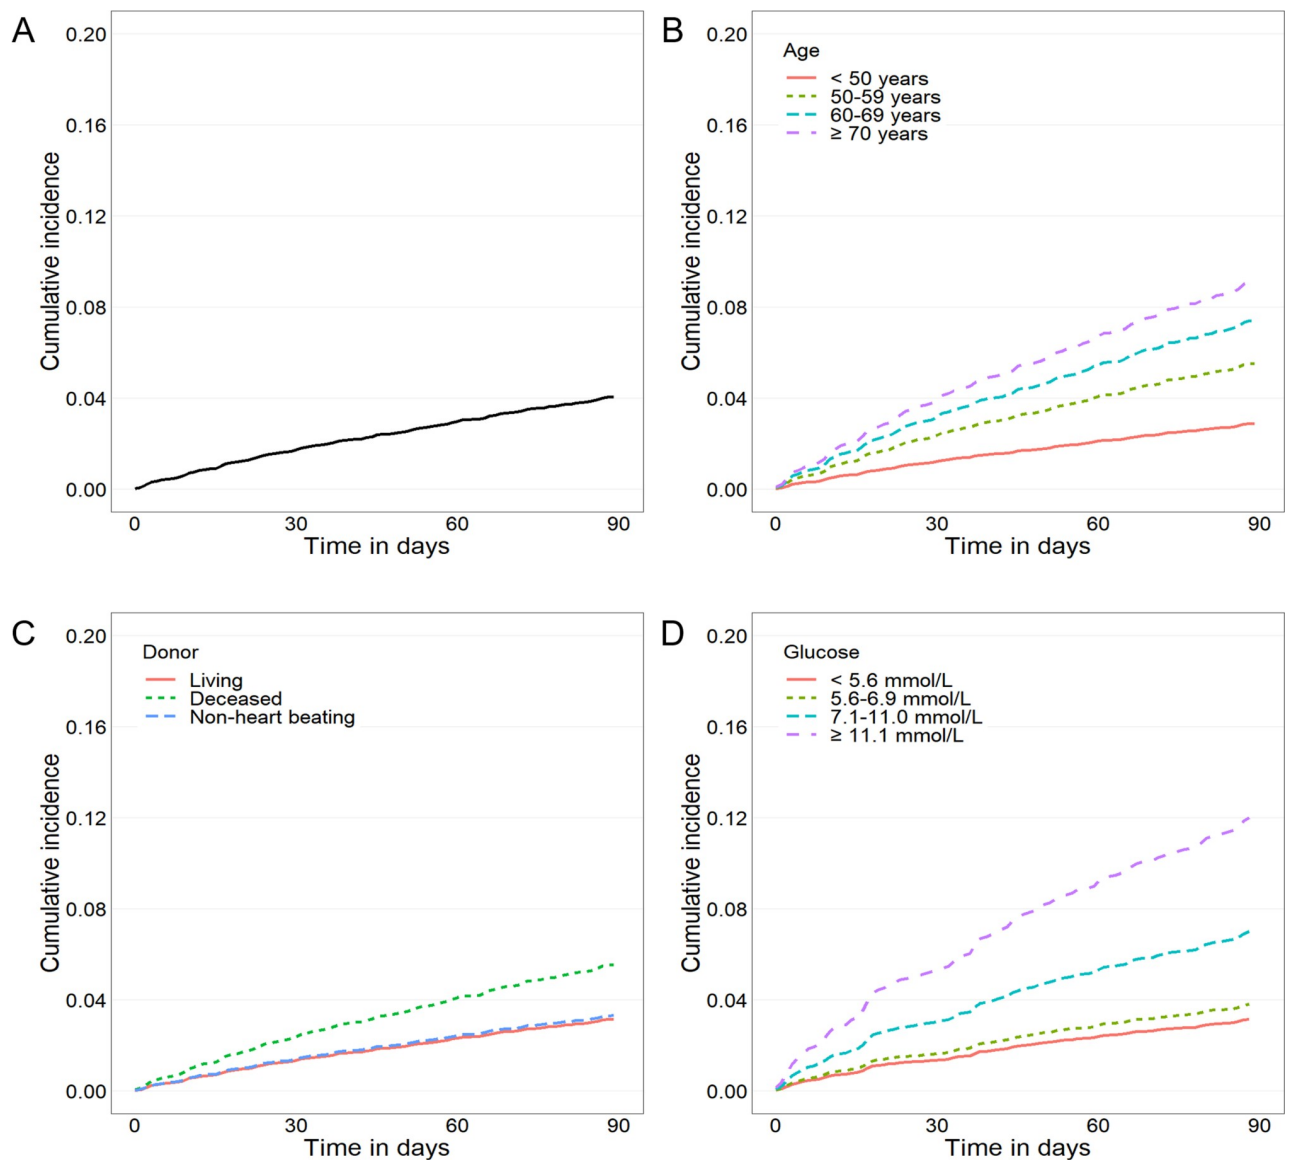 A
Cumulative incidence
0.20
0.16
0.12
0.08
0.04
0.00
0
30
60
90
Time in days
B
Cumulative incidence
0.20
0.16
0.12
0.08
0.04
0.00
Age
< 50 years
50-59 years
60-69 years
≥ 70 years
0
30
60
90
Time in days
C
Cumulative incidence
0.20
0.16
0.12
0.08
0.04
0.00
Donor
Living
Deceased
Non-heart beating
0
30
60
90
Time in days
D
Cumulative incidence
0.20
0.16
0.12
0.08
0.04
0.00
Glucose
< 5.6 mmol/L
5.6-6.9 mmol/L
7.1-11.0 mmol/L
≥ 11.1 mmol/L
0
30
60
90
Time in days